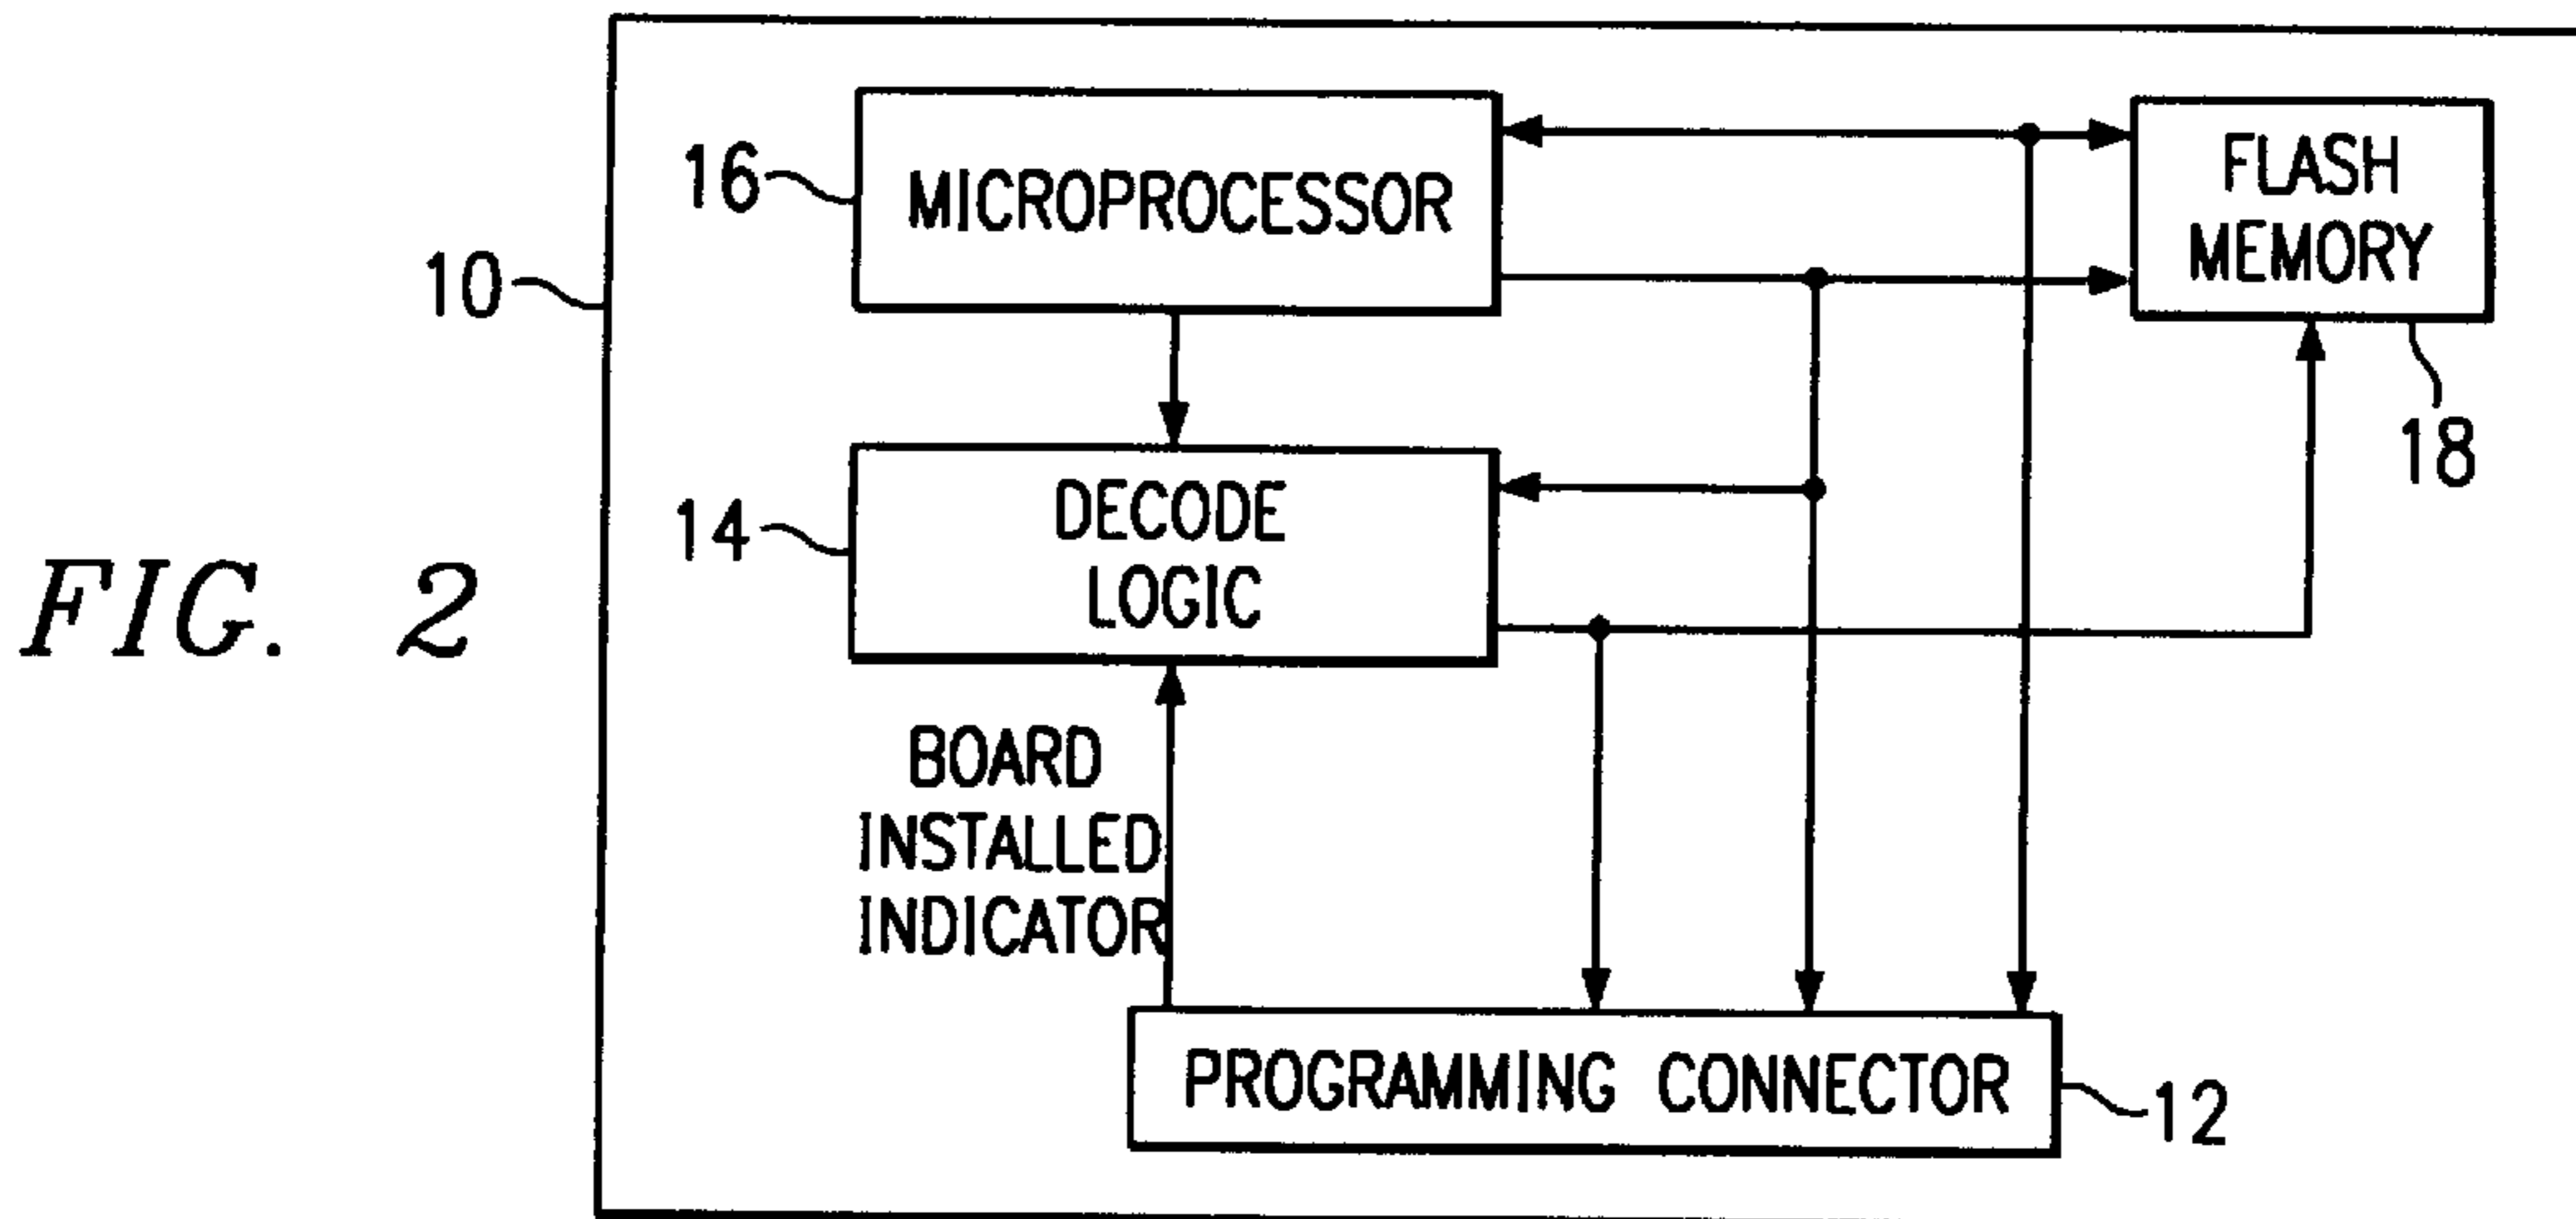 16
MICROPROCESSOR
FLASH
MEMORY
10
18
14
DECODE
LOGIC
FIG. 2
BOARD
INSTALLED
INDICATOR
PROGRAMMING CONNECTOR
12